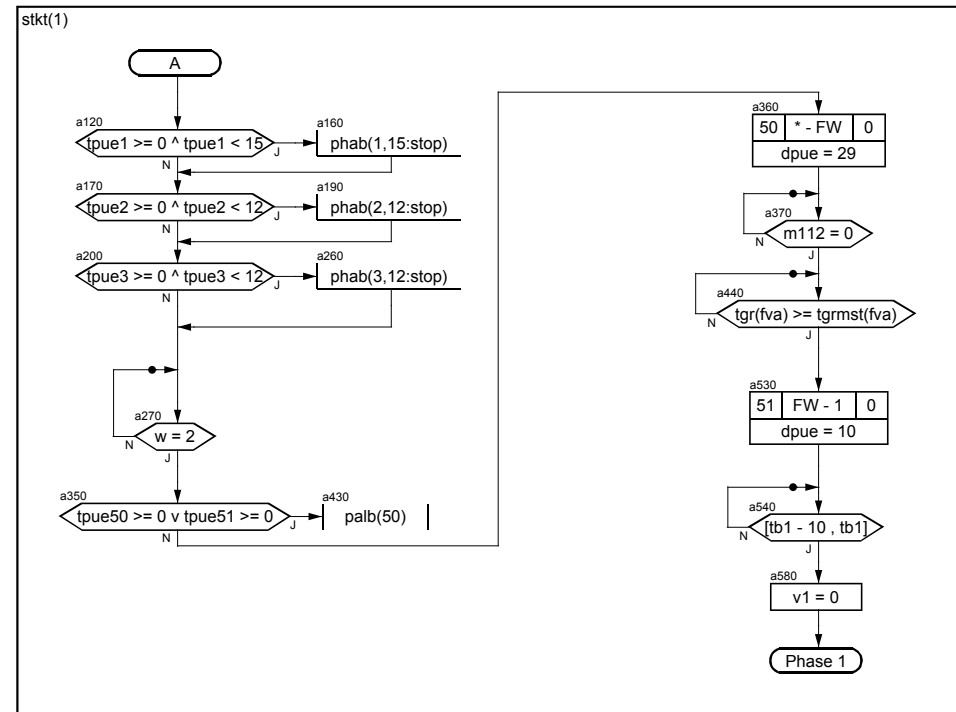 stkt(1)
A
a120
tpue1 >= 0 ^ tpue1 < 15
J
N
a160
phab(1,15:stop)
a170
tpue2 >= 0 ^ tpue2 < 12
J
N
a190
phab(2,12:stop)
a200
tpue3 >= 0 ^ tpue3 < 12
J
N
a260
phab(3,12:stop)
a270
w = 2
N
J
a350
tpue50 >= 0 v tpue51 >= 0
J
N
a430
palb(50)
a360
50 * - FW 0
dpue = 29
a370
m112 = 0
N
J
a440
tgr(fva) >= tgrmst(fva)
N
J
a530
51 FW - 1 0
dpue = 10
a540
[tb1 - 10 , tb1]
N
J
a580
v1 = 0
Phase 1